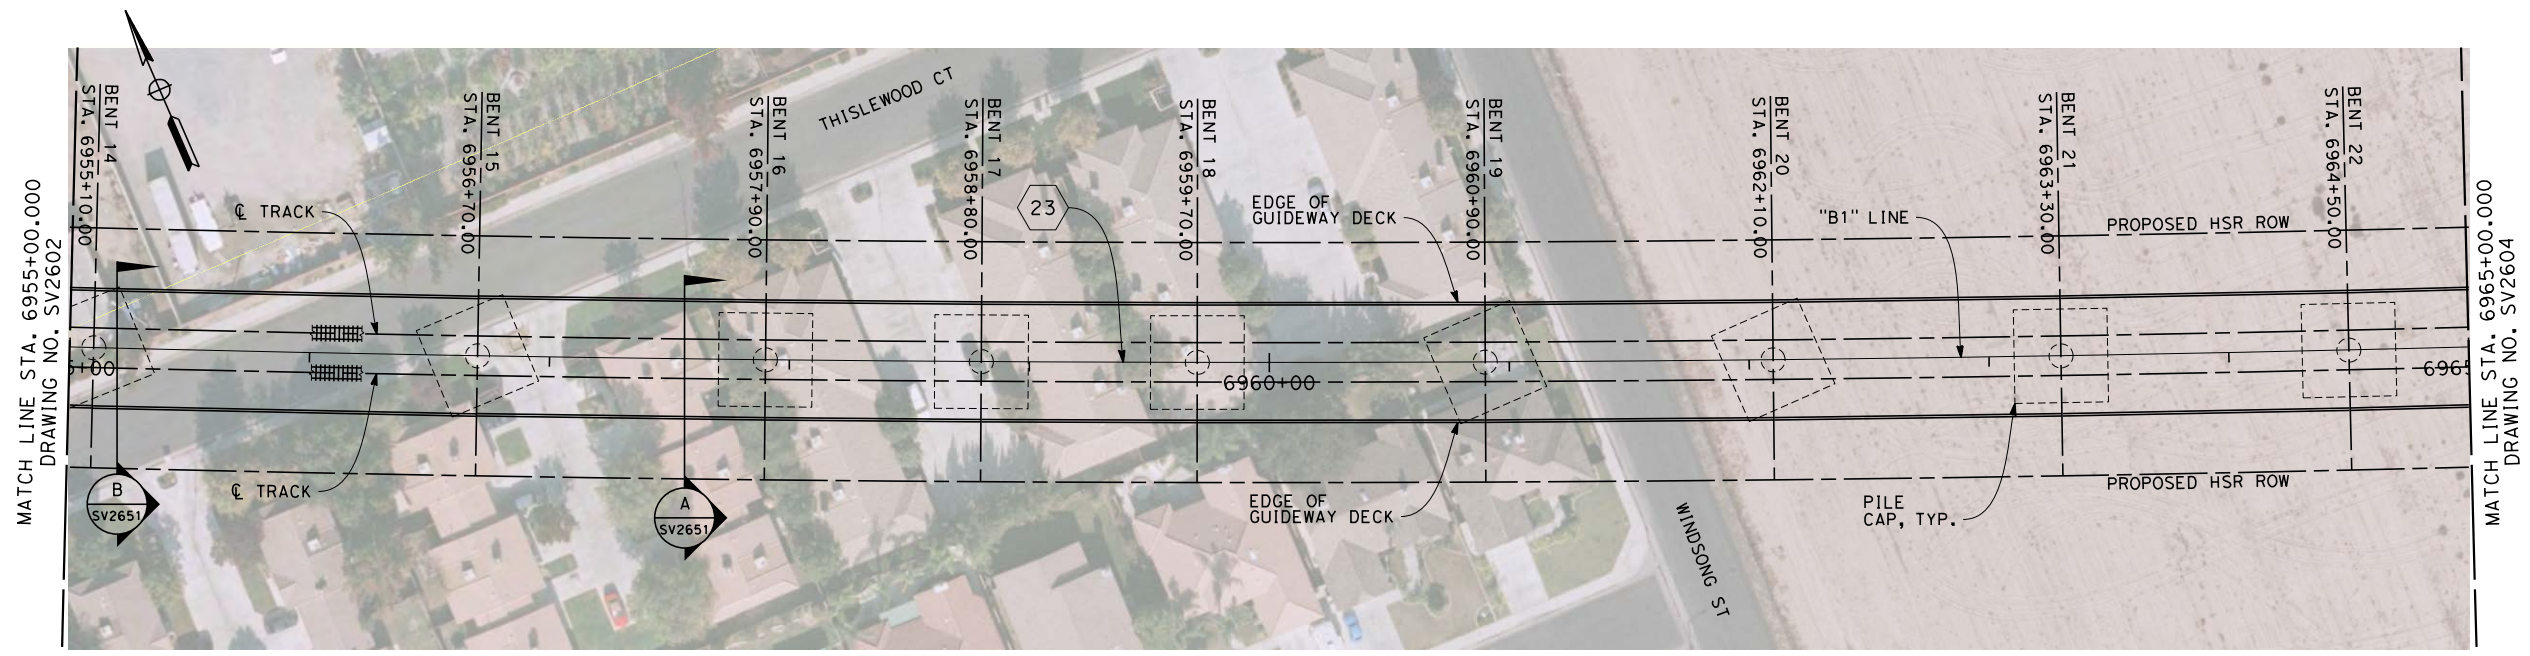 MATCH LINE STA. 6955+00.000
DRAWING NO. SV2602
BENT 14
STA. 6955+10.00
BENT 15
STA. 6956+70.00
BENT 16
STA. 6957+90.00
BENT 17
STA. 6958+80.00
BENT 18
STA. 6959+70.00
BENT 19
STA. 6960+90.00
BENT 20
STA. 6962+10.00
BENT 21
STA. 6963+30.00
BENT 22
STA. 6964+50.00
THISLEWOOD CT
℄ TRACK
23
EDGE OF
GUIDEWAY DECK
"B1" LINE
PROPOSED HSR ROW
5+00
6960+00
6965
℄ TRACK
B
SV2651
A
SV2651
EDGE OF
GUIDEWAY DECK
WINDSONG ST
PILE
CAP, TYP.
PROPOSED HSR ROW
MATCH LINE STA. 6965+00.000
DRAWING NO. SV2604